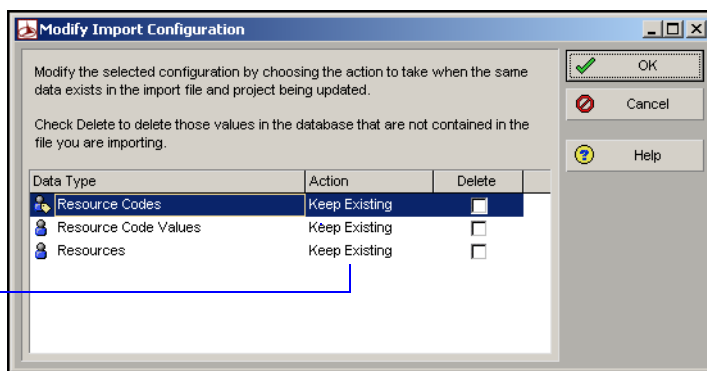 Modify Import Configuration
Modify the selected configuration by choosing the action to take when the same
data exists in the import file and project being updated.
Check Delete to delete those values in the database that are not contained in the
file you are importing.
Data Type Action Delete
Resource Codes Keep Existing
Resource Code Values Keep Existing
Resources Keep Existing
OK
Cancel
Help